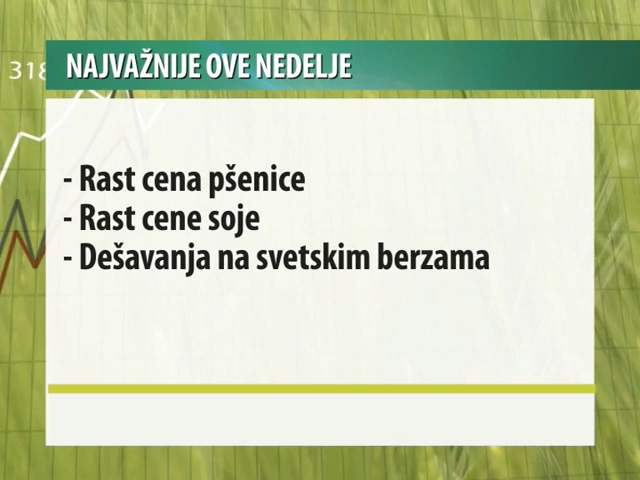 318
NAJVAŽNIJE OVE NEDELJE
- Rast cena pšenice
- Rast cene soje
- Dešavanja na svetskim berzama